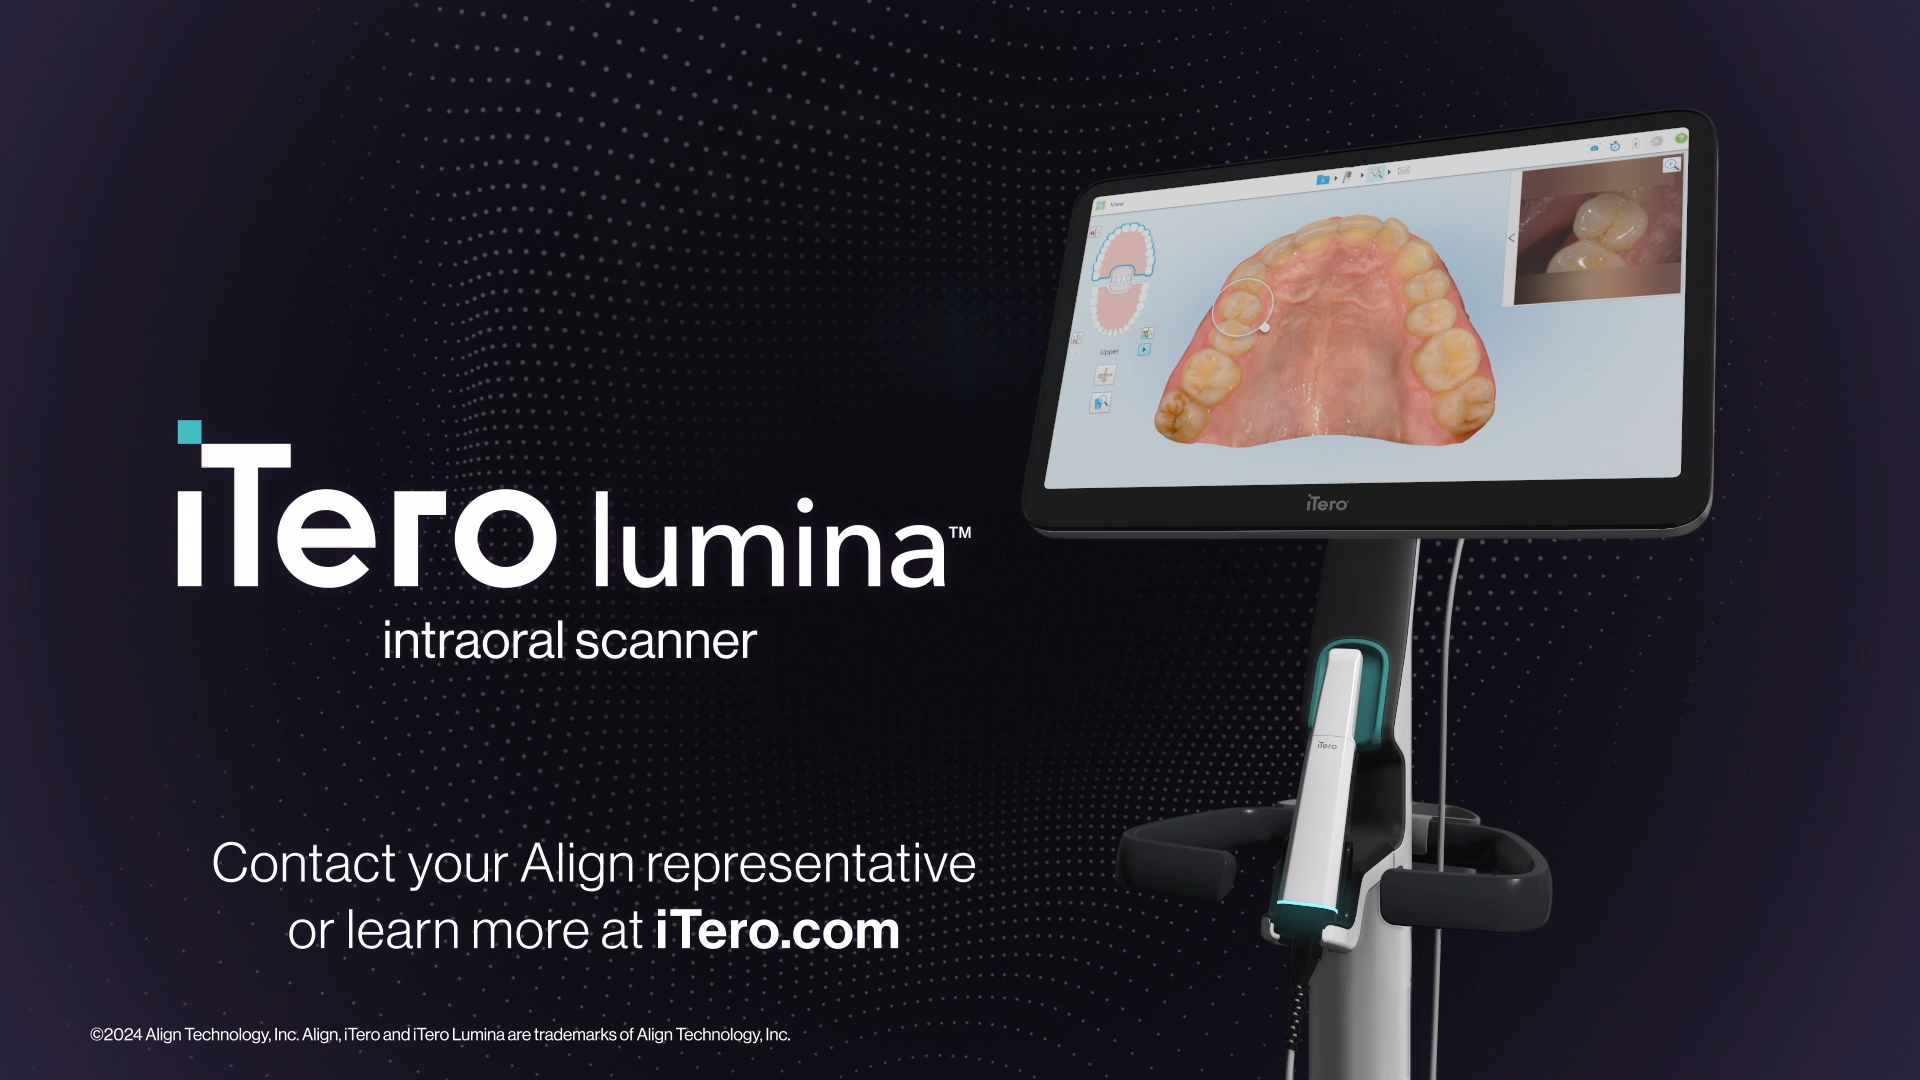 iTero lumina™
intraoral scanner
Contact your Align representative
or learn more at iTero.com
©2024 Align Technology, Inc. Align, iTero and iTero Lumina are trademarks of Align Technology, Inc.
View
Upper
iTero
iTero